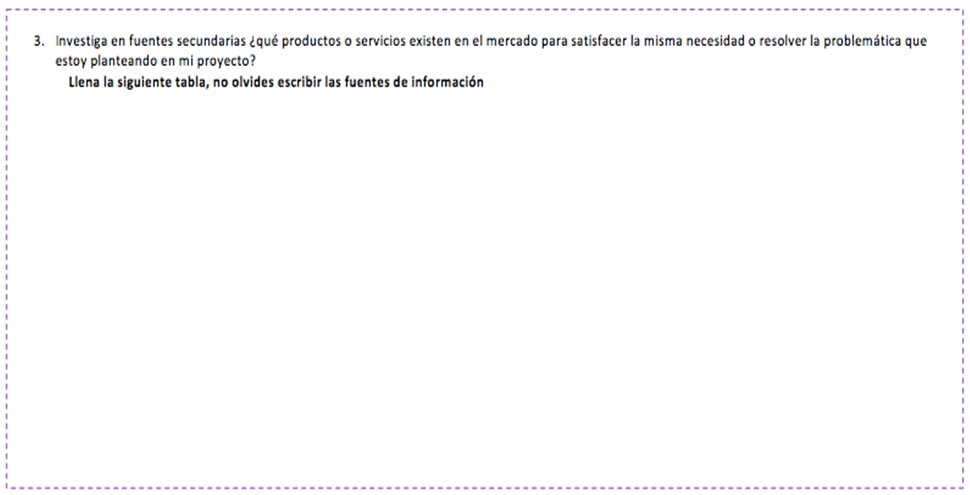 3. Investiga en fuentes secundarias ¿qué productos o servicios existen en el mercado para satisfacer la misma necesidad o resolver la problemática que
estoy planteando en mi proyecto?
Llena la siguiente tabla, no olvides escribir las fuentes de información